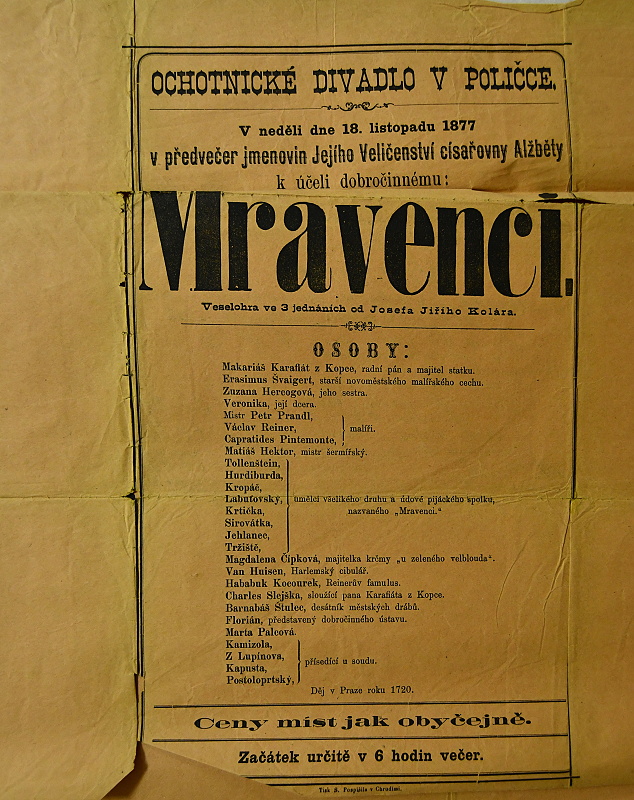 OCHOTNICKÉ DIVADLO V POLIČCE.
V neděli dne 18. listopadu 1877
v předvečer jmenovin Jejího Veličenství císařovny Alžběty
k účeli dobročinnému:
Mravenci.
Veselohra ve 3 jednáních od Josefa Jiřího Kolára.
OSOBY:
Makariáš Karafiát z Kopce, radní pán a majitel statku.
Erasimus Švaigert, starší novoměstského malířského cechu.
Zuzana Hercogová, jeho sestra.
Veronika, její dcera.
Mistr Petr Prandl,
Václav Reiner,
Capratides Pintemonte,
malíři.
Matiáš Hektor, mistr šermířský.
Tollenštein,
Hurdiburda,
Kropáč,
Labuťovský,
Krtička,
Sirovátka,
Jehlanec,
Tržiště,
umělci všelikého druhu a údové pijáckého spolku,
nazvaného „Mravenci.“
Magdalena Čípková, majitelka krčmy „u zeleného velblouda“.
Van Huisen, Harlemský cibulář.
Hababuk Kocourek, Reinerův famulus.
Charles Slejška, sloužící pana Karafiáta z Kopce.
Barnabáš Štulec, desátník městských drábů.
Florián, představený dobročinného ústavu.
Marta Palcová.
Kamizola,
Z Lupínova,
Kapusta,
Postoloprtský,
přísedící u soudu.
Děj v Praze roku 1720.
Ceny míst jak obyčejně.
Začátek určitě v 6 hodin večer.
Tisk S. Pospíšila v Chrudimi.